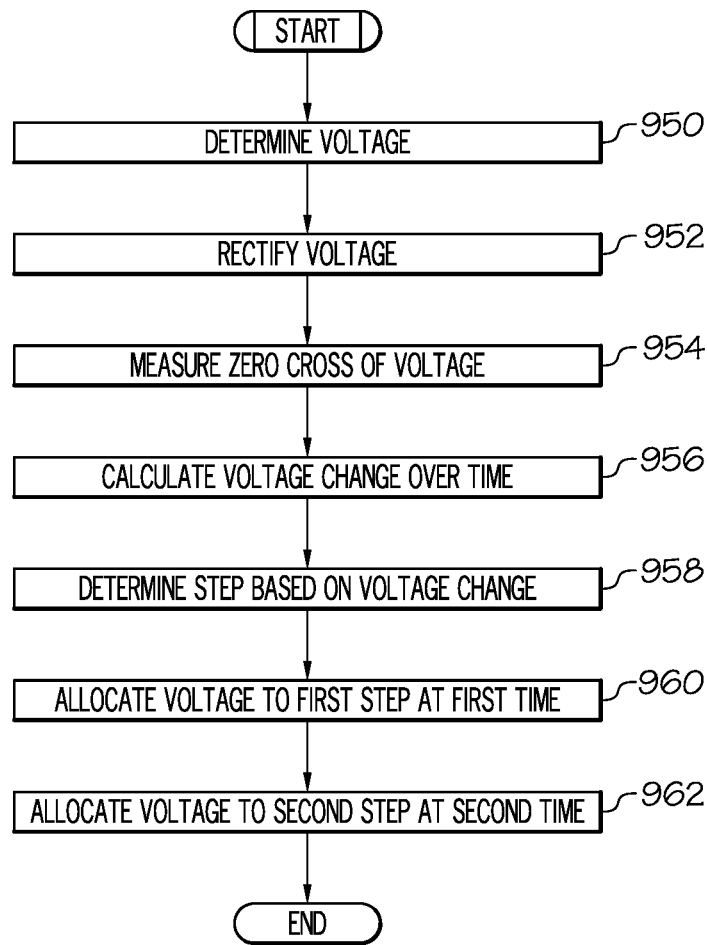 START
DETERMINE VOLTAGE
950
RECTIFY VOLTAGE
952
MEASURE ZERO CROSS OF VOLTAGE
954
CALCULATE VOLTAGE CHANGE OVER TIME
956
DETERMINE STEP BASED ON VOLTAGE CHANGE
958
ALLOCATE VOLTAGE TO FIRST STEP AT FIRST TIME
960
ALLOCATE VOLTAGE TO SECOND STEP AT SECOND TIME
962
END